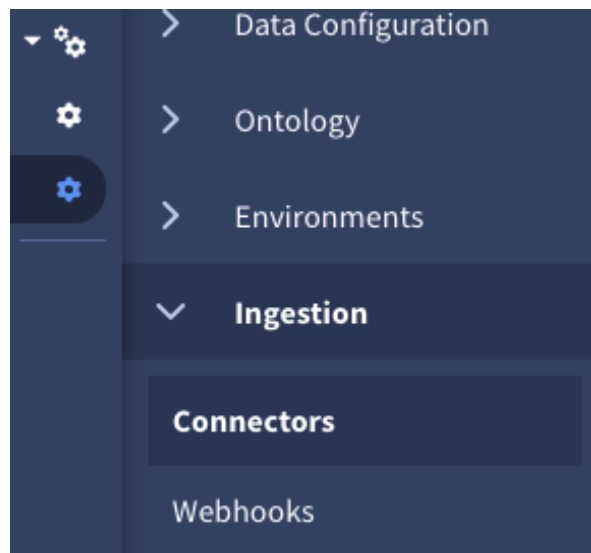 Data Configuration
Ontology
Environments
Ingestion
Connectors
Webhooks